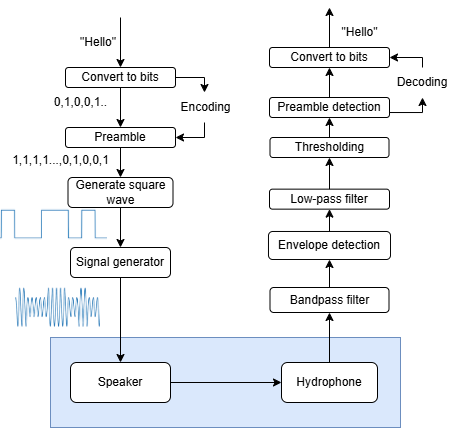 "Hello"
Convert to bits
Encoding
0,1,0,0,1..
Preamble
1,1,1,1...,0,1,0,0,1
Generate square
wave
Signal generator
Speaker
"Hello"
Convert to bits
Decoding
Preamble detection
Thresholding
Low-pass filter
Envelope detection
Bandpass filter
Hydrophone